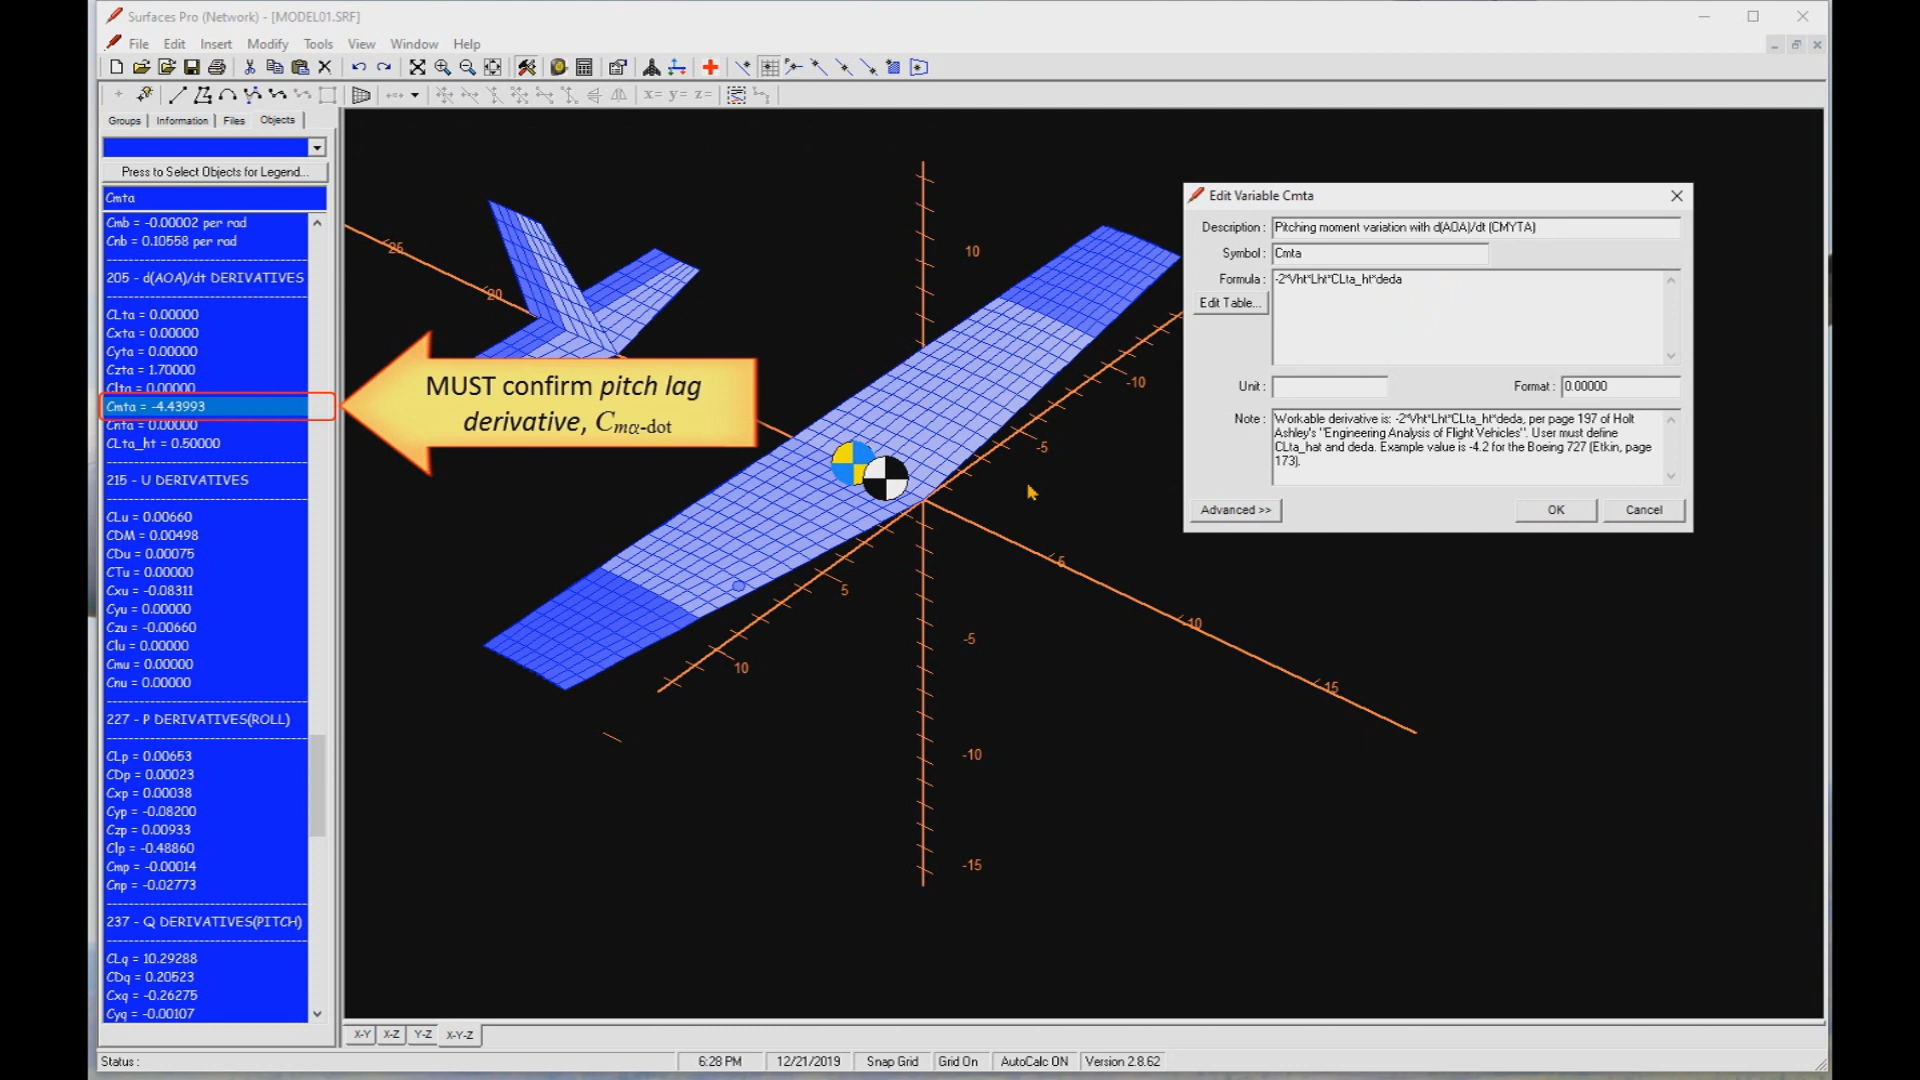 Surfaces Pro (Network) - [MODEL01.SRF]
File Edit Insert Modify Tools View Window Help
x= y= z=
Groups Information Files Objects
Press to Select Objects for Legend...
Cmta
Cmb = -0.00002 per rad
Cnb = 0.10558 per rad
205 - d(AOA)/dt DERIVATIVES
CLta = 0.00000
Cxta = 0.00000
Cyta = 0.00000
Czta = 1.70000
Clta = 0.00000
Cmta = -4.43993
Cnta = 0.00000
CLta_ht = 0.50000
215 - U DERIVATIVES
CLu = 0.00660
CDM = 0.00498
CDu = 0.00075
CTu = 0.00000
Cxu = -0.08311
Cyu = 0.00000
Czu = -0.00660
Clu = 0.00000
Cmu = 0.00000
Cnu = 0.00000
227 - P DERIVATIVES(ROLL)
CLp = 0.00653
CDp = 0.00023
Cxp = 0.00038
Cyp = -0.08200
Czp = 0.00933
Clp = -0.48860
Cmp = -0.00014
Cnp = -0.02773
237 - Q DERIVATIVES(PITCH)
CLq = 10.29288
CDq = 0.20523
Cxq = -0.26275
Cyq = -0.00107
MUST confirm pitch lag
derivative, Cmα-dot
25
20
10
-10
-5
5
10
-5
-10
-15
5
10
15
Edit Variable Cmta
Description : Pitching moment variation with d(AOA)/dt (CMYTA)
Symbol : Cmta
Formula : -2*Vht*Lht*CLta_ht*deda
Edit Table...
Unit : Format : 0.00000
Note : Workable derivative is: -2*Vht*Lht*CLta_ht*deda, per page 197 of Holt
Ashley's "Engineering Analysis of Flight Vehicles". User must define
CLta_hat and deda. Example value is -4.2 for the Boeing 727 (Etkin, page
173).
Advanced >> OK Cancel
X-Y X-Z Y-Z X-Y-Z
Status : 6:28 PM 12/21/2019 Snap Grid Grid On AutoCalc ON Version 2.8.62